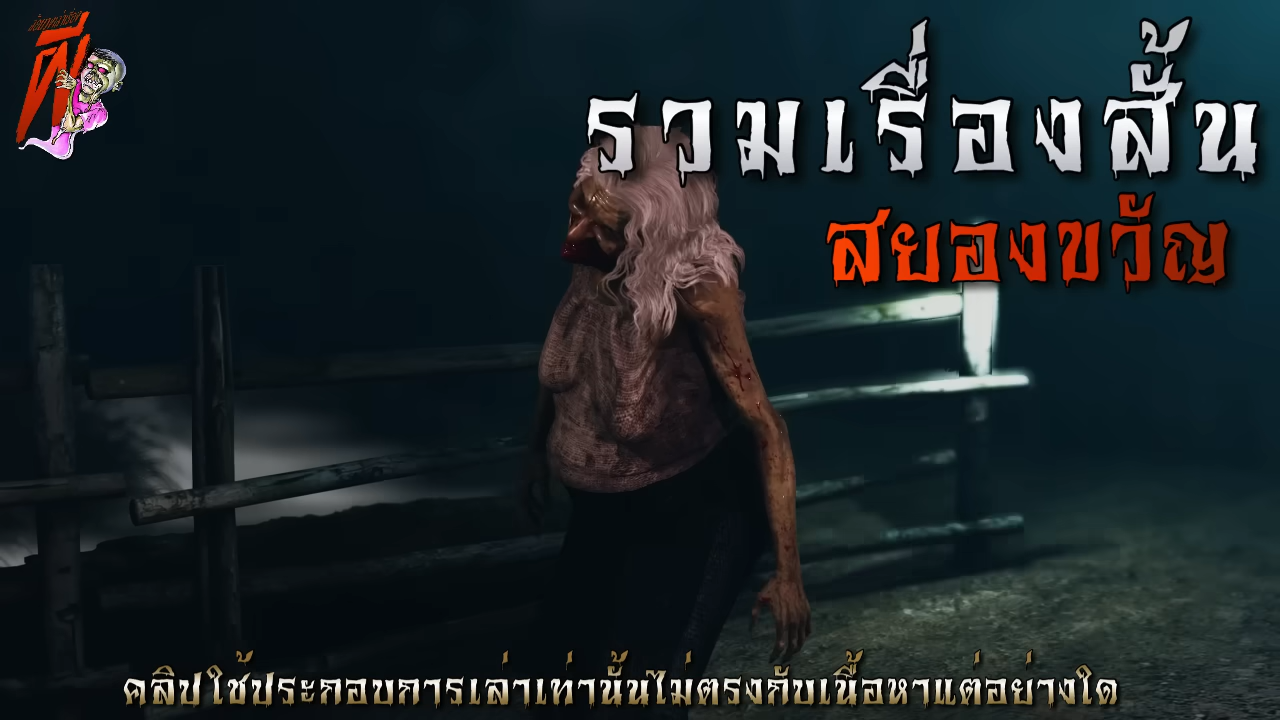 ผี
รวมเรื่องสั้น
สยองขวัญ
คลิปใช้ประกอบการเล่าเท่านั้นไม่ตรงกับเนื้อหาแต่อย่างใด